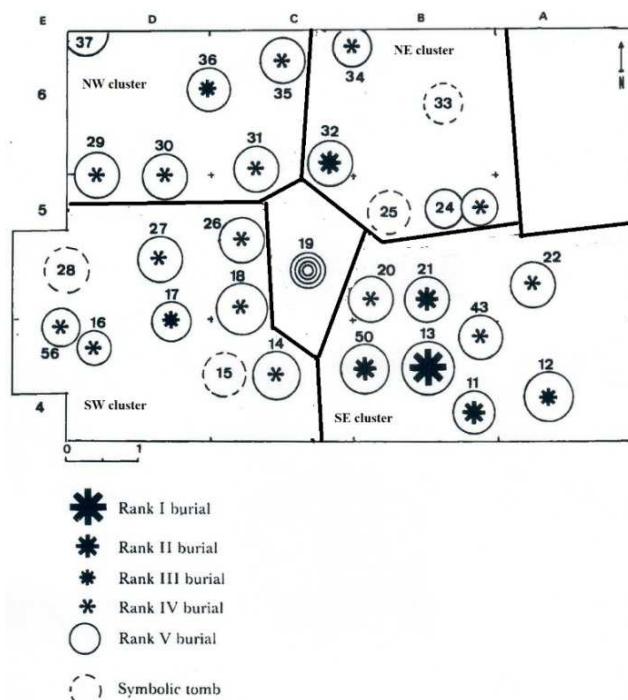 E D C B A
37
NW cluster
36
35
34
NE cluster
33
N
6
29
30
31
32
5
28
27
26
25
24
19
22
18
17
20
21
43
56
16
50
13
12
15
14
11
4
SW cluster
SE cluster
0 1
Rank I burial
Rank II burial
Rank III burial
Rank IV burial
Rank V burial
Symbolic tomb